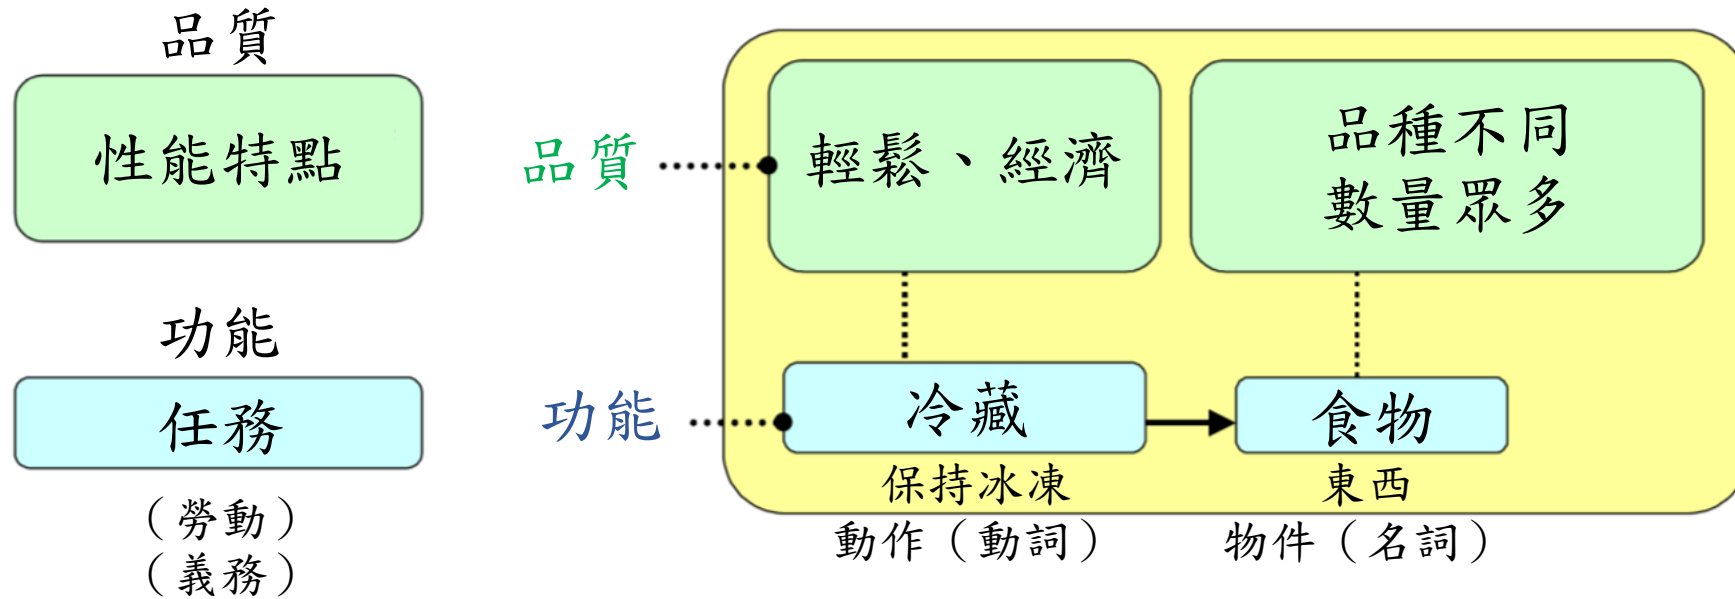 品質
性能特點
功能
任務
（勞動）
（義務）
品質
輕鬆、經濟
品種不同
數量眾多
功能
冷藏
食物
保持冰凍
東西
動作（動詞）
物件（名詞）